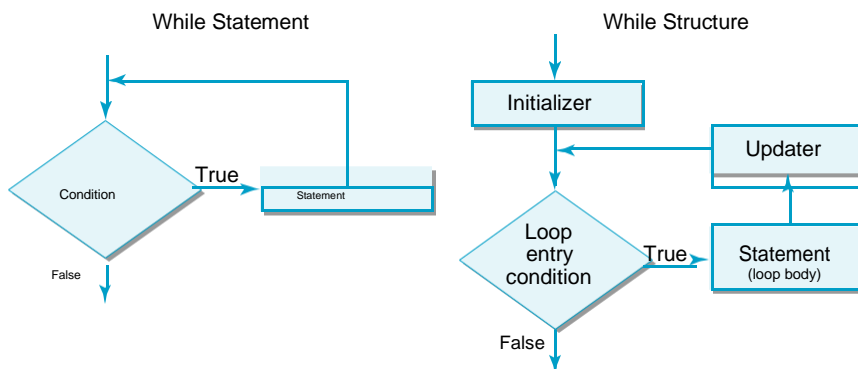 While Statement
True
Condition
Statement
False
While Structure
Initializer
Updater
Loop
entry
condition
True
Statement
(loop body)
False